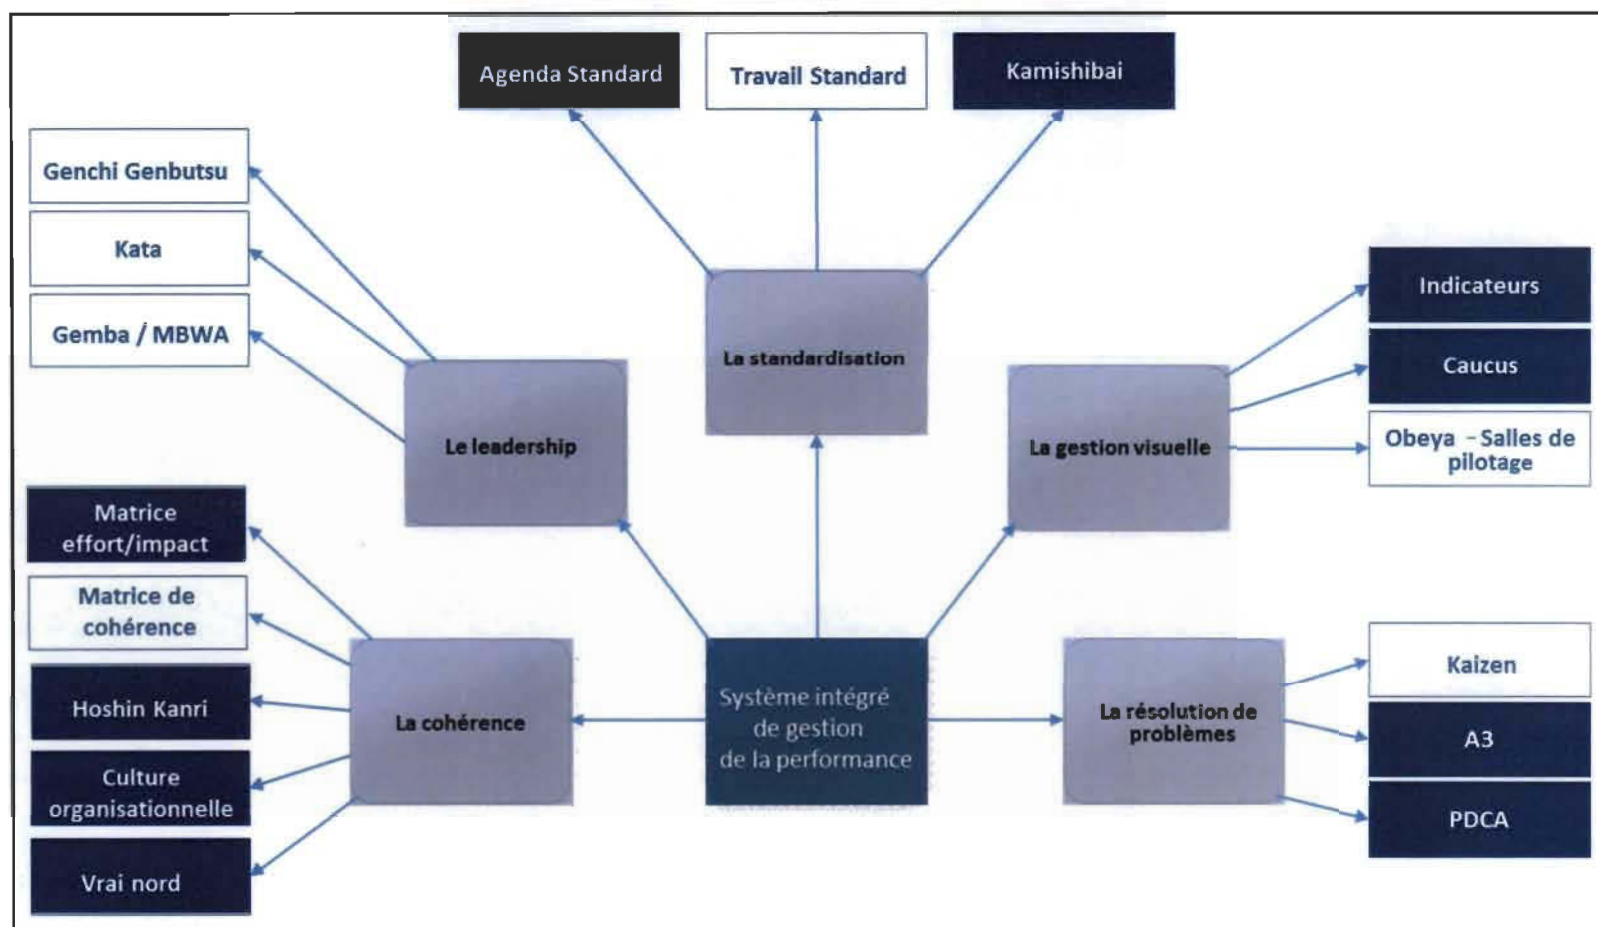 Agenda Standard
Travail Standard
Kamishibai
Genchi Genbutsu
Kata
Gemba / MBWA
Le leadership
La standardisation
La gestion visuelle
Indicateurs
Caucus
Obeya - Salles de
pilotage
Matrice
effort/impact
Matrice de
cohérence
Hoshin Kanri
Culture
organisationnelle
Vrai nord
La cohérence
Système intégré
de gestion
de la performance
La résolution de
problèmes
Kaizen
A3
PDCA